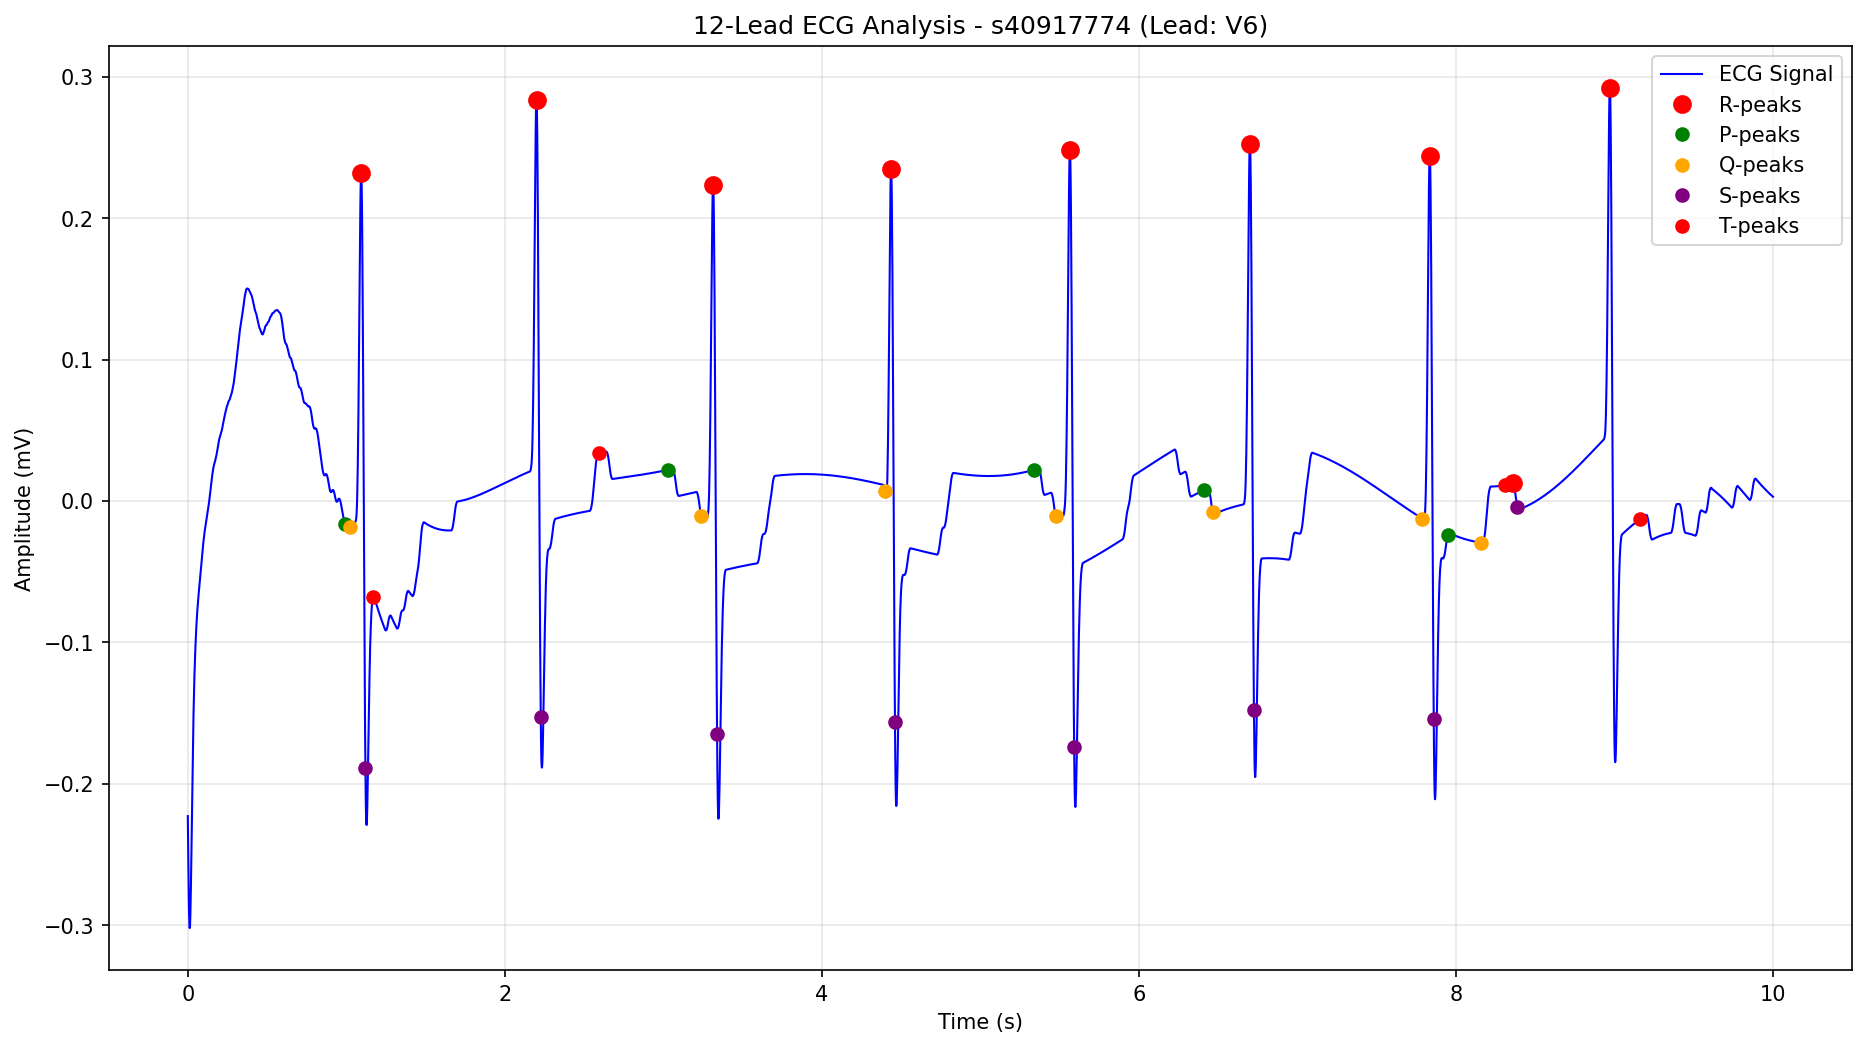 12-Lead ECG Analysis - s40917774 (Lead: V6)
ECG Signal
R-peaks
P-peaks
Q-peaks
S-peaks
T-peaks
Amplitude (mV)
0.3
0.2
0.1
0.0
−0.1
−0.2
−0.3
0 2 4 6 8 10
Time (s)